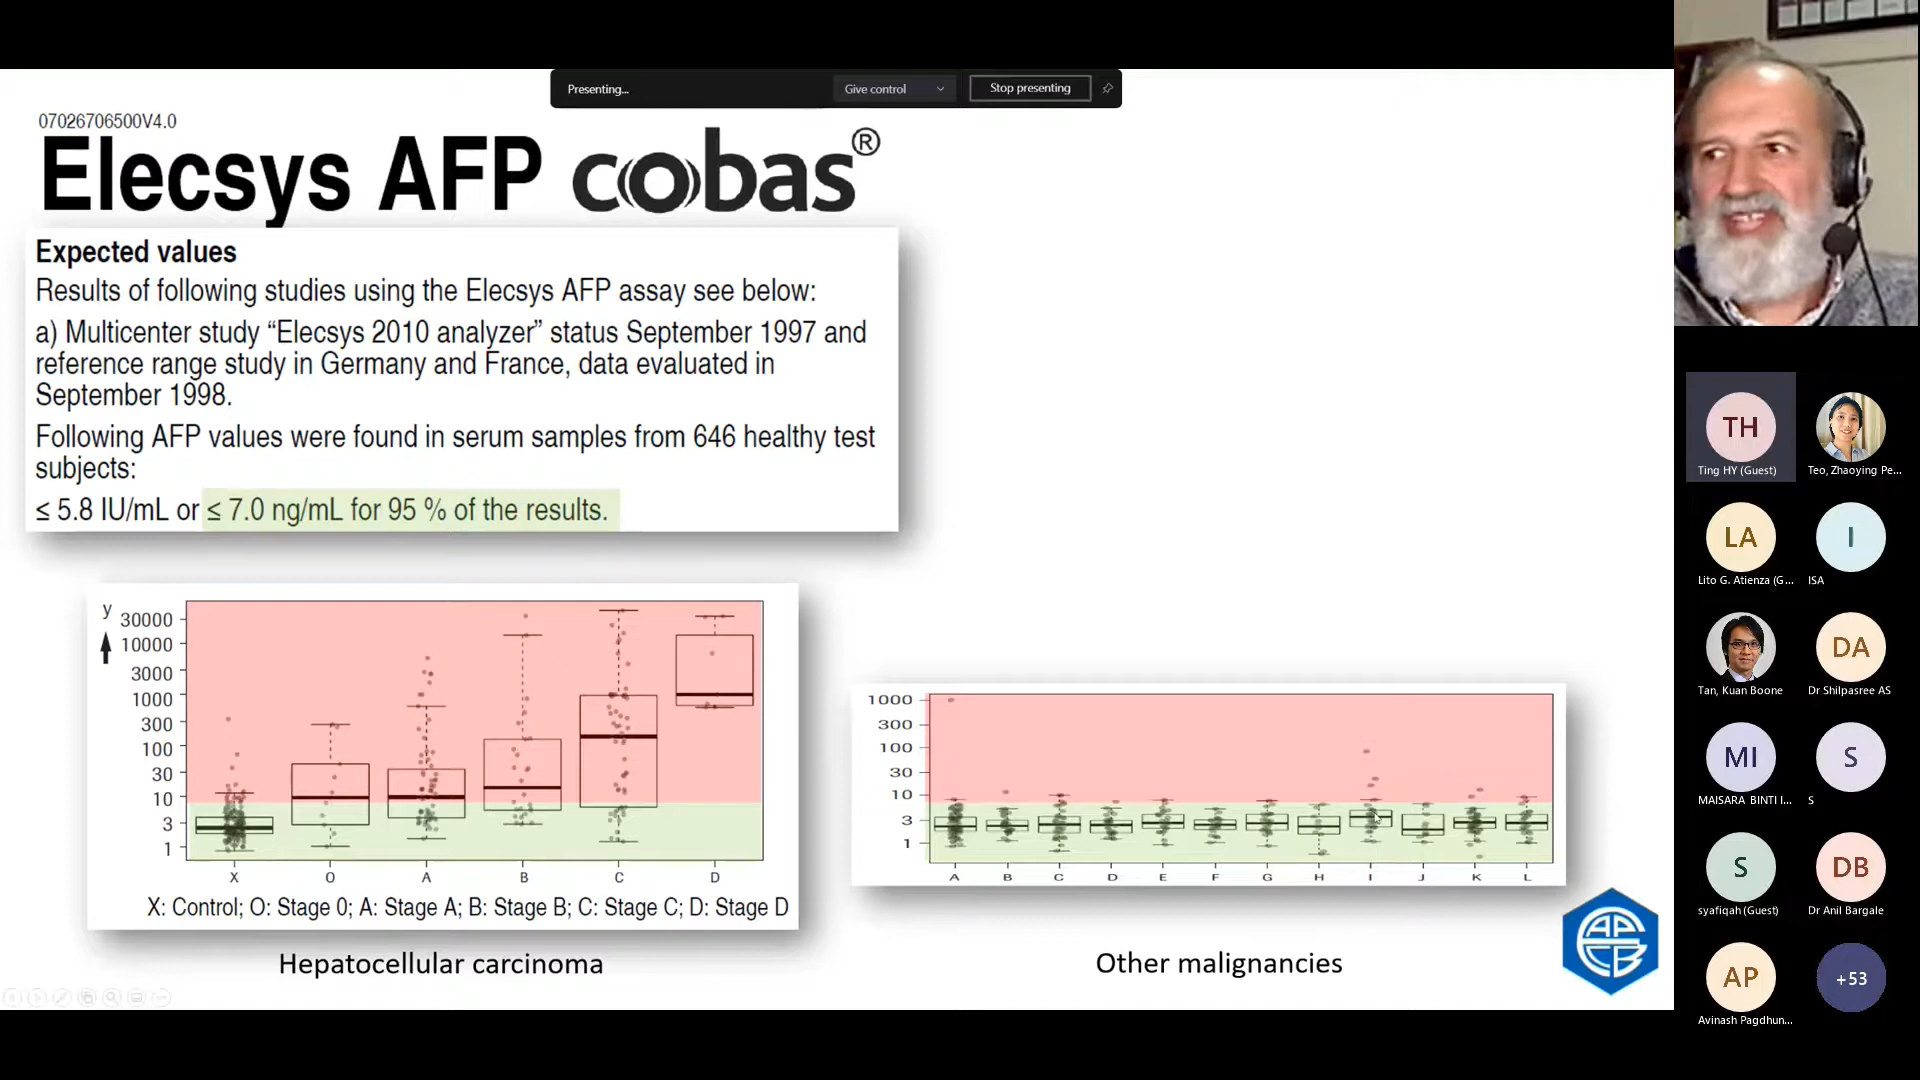 Presenting...
Give control
Stop presenting
07026706500V4.0
Elecsys AFP cobas®
Expected values
Results of following studies using the Elecsys AFP assay see below:
a) Multicenter study “Elecsys 2010 analyzer” status September 1997 and
reference range study in Germany and France, data evaluated in
September 1998.
Following AFP values were found in serum samples from 646 healthy test
subjects:
≤ 5.8 IU/mL or ≤ 7.0 ng/mL for 95 % of the results.
y
30000
10000
3000
1000
300
100
30
10
3
1
X O A B C D
X: Control; O: Stage 0; A: Stage A; B: Stage B; C: Stage C; D: Stage D
Hepatocellular carcinoma
1000
300
100
30
10
3
1
A B C D E F G H I J K L
Other malignancies
APFCB
TH
Ting HY (Guest)
Teo, Zhaoying Pe...
LA
Lito G. Atienza (G...
I
ISA
Tan, Kuan Boone
DA
Dr Shilpasree AS
MI
MAISARA BINTI I...
S
S
S
syafiqah (Guest)
DB
Dr Anil Bargale
AP
Avinash Pagdhun...
+53